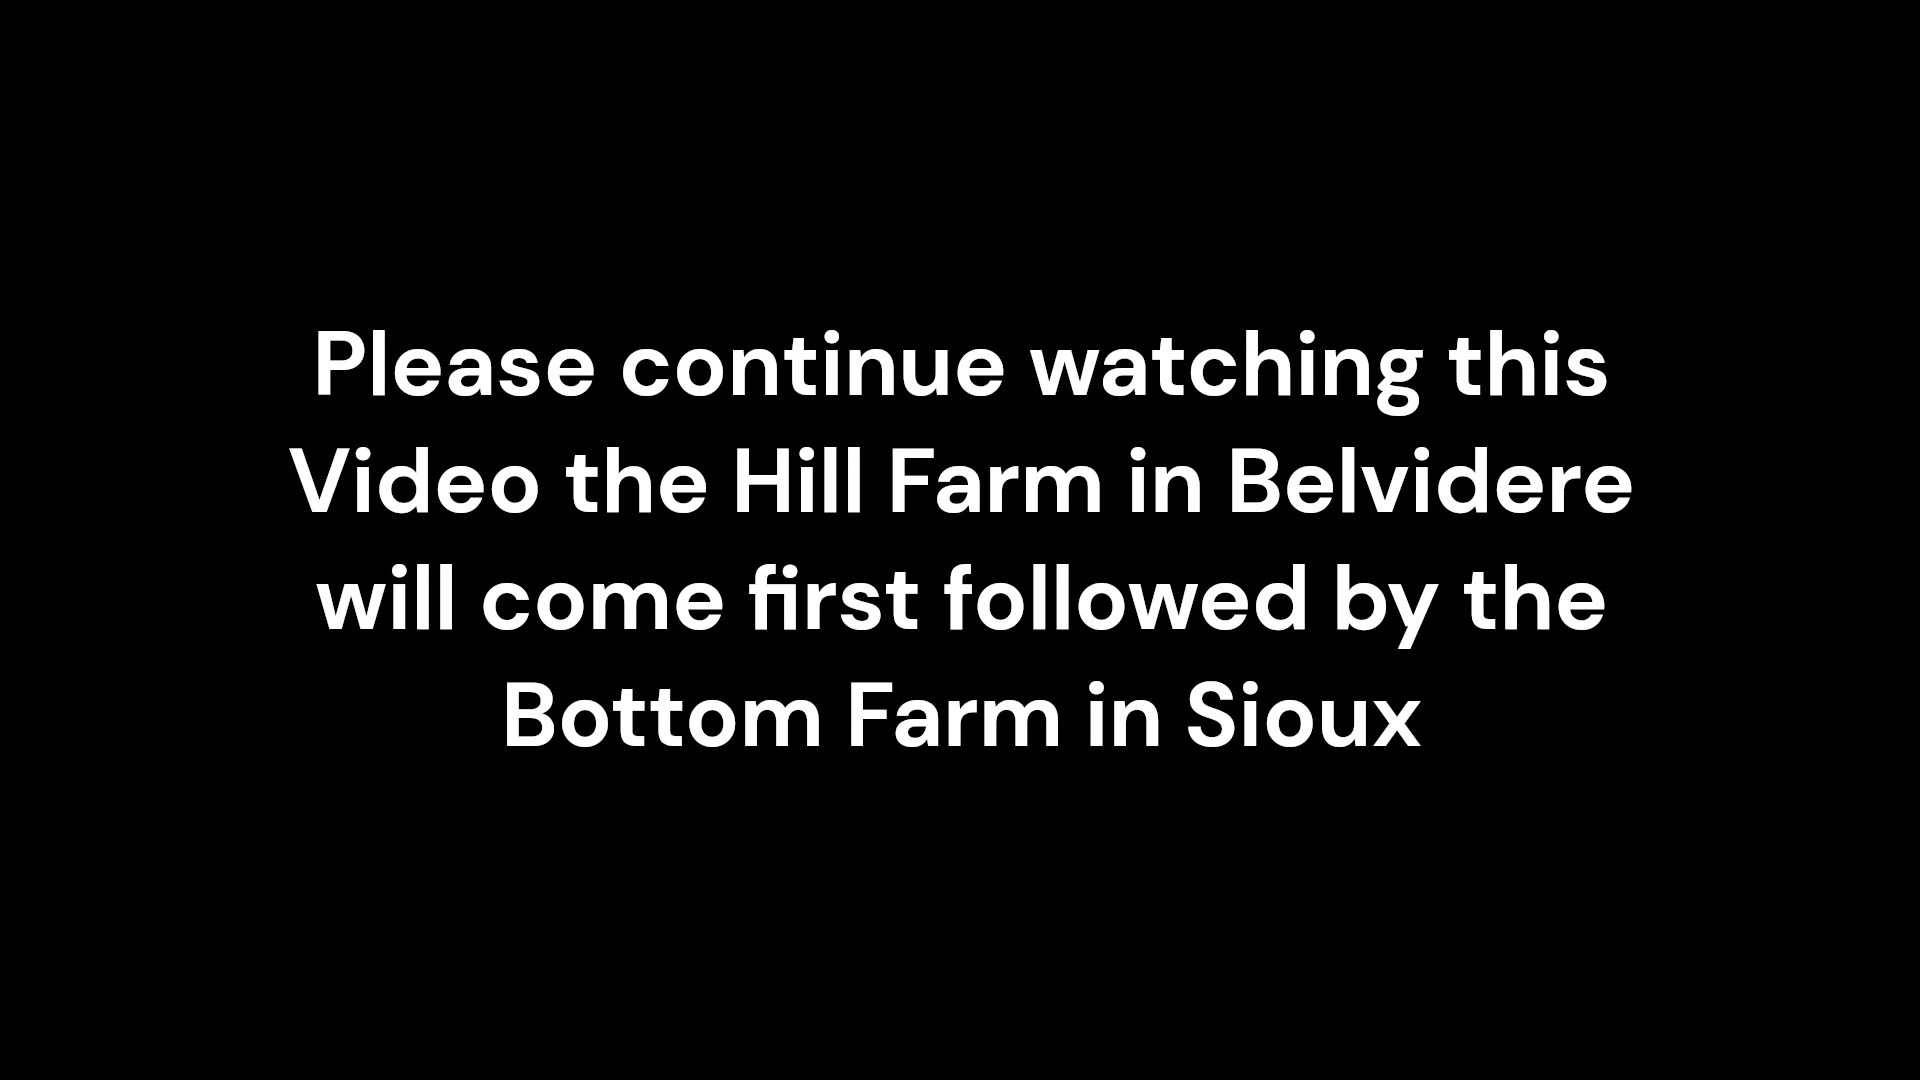 Please continue watching this
Video the Hill Farm in Belvidere
will come first followed by the
Bottom Farm in Sioux